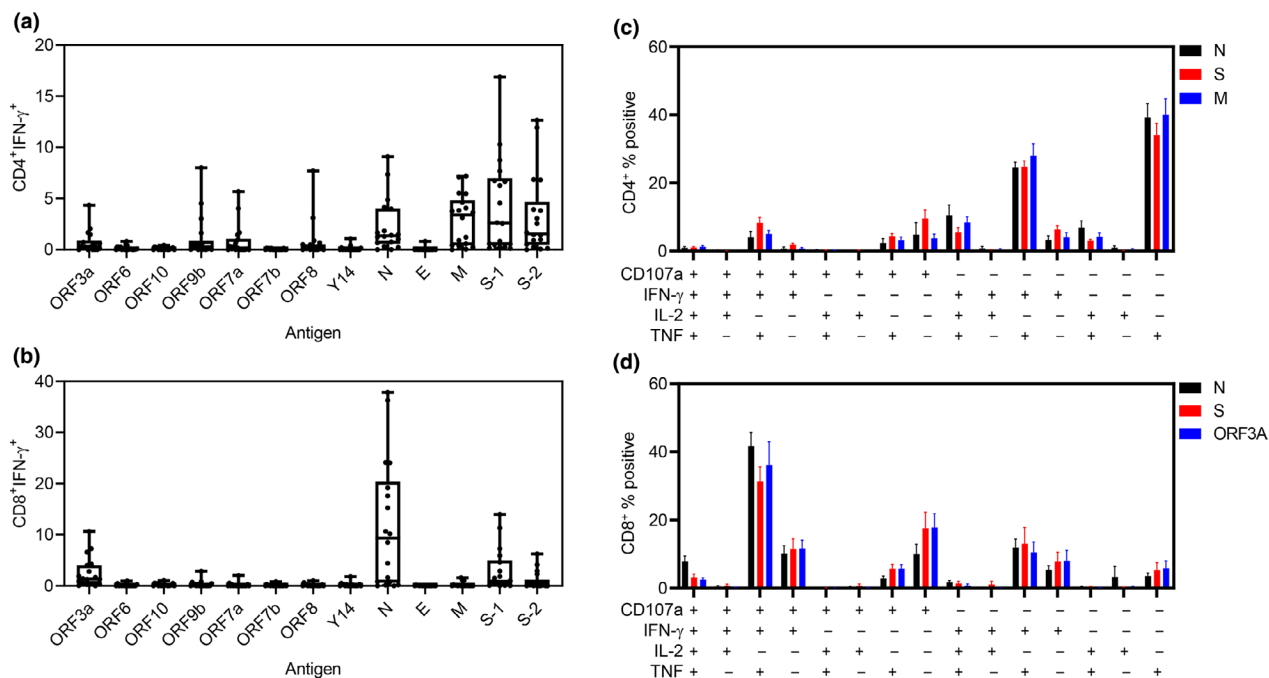 (a)
20
15
10
5
0
CD4⁺IFN-γ⁺
ORF3a ORF6 ORF10 ORF9b ORF7a ORF7b ORF8 Y14 N E M S-1 S-2
Antigen
(b)
40
30
20
10
0
CD8⁺IFN-γ⁺
ORF3a ORF6 ORF10 ORF9b ORF7a ORF7b ORF8 Y14 N E M S-1 S-2
Antigen
(c)
60
40
20
0
CD4⁺ % positive
N
S
M
CD107a + + + + + + + + – – – – – – –
IFN-γ + + + + – – – – + + + + – – –
IL-2 + + – – + + – – + + – – + + –
TNF + – + – + – + – + – + – + – +
(d)
60
40
20
0
CD8⁺ % positive
N
S
ORF3A
CD107a + + + + + + + + – – – – – – –
IFN-γ + + + + – – – – + + + + – – –
IL-2 + + – – + + – – + + – – + + –
TNF + – + – + – + – + – + – + – +